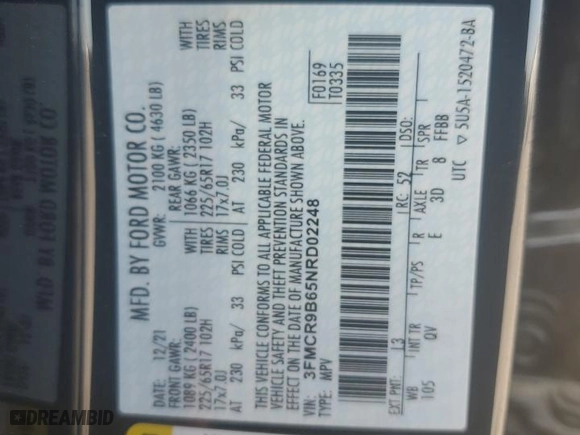 MFD. BY FORD MOTOR CO.
DATE: 12/21 GVWR: 2100 KG (4630 LB)
FRONT GAWR: REAR GAWR:
1089 KG (2400 LB) WITH 1066 KG (2350 LB) WITH
225/65R17 102H TIRES 225/65R17 102H TIRES
17x7.0J RIMS 17x7.0J RIMS
AT 230 kPa/ 33 PSI COLD AT 230 kPa/ 33 PSI COLD
THIS VEHICLE CONFORMS TO ALL APPLICABLE FEDERAL MOTOR
VEHICLE SAFETY AND THEFT PREVENTION STANDARDS IN
EFFECT ON THE DATE OF MANUFACTURE SHOWN ABOVE.
F0169
T0335
3FMCR9B65NRD02248
TYPE: MPV
EXT PNT: J3 RC: 52 DSO:
WB INT TR TP/PS R AXLE TR SPR
105 QV E 3D 8 FFBB
UTC ▽ 5U5A-1520472-BA
DREAMBID